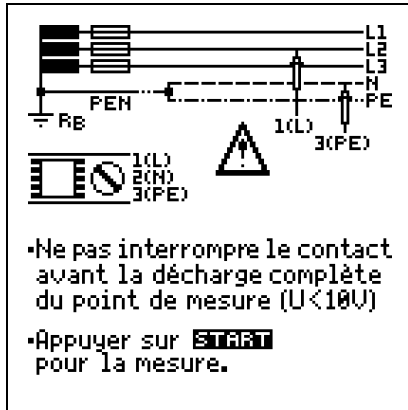 L1
L2
L3
N
PE
PEN
RB
1(L)
3(PE)
1(L)
2(N)
3(PE)
•Ne pas interrompre le contact
avant la décharge complète
du point de mesure (U<10V)
•Appuyer sur START
pour la mesure.